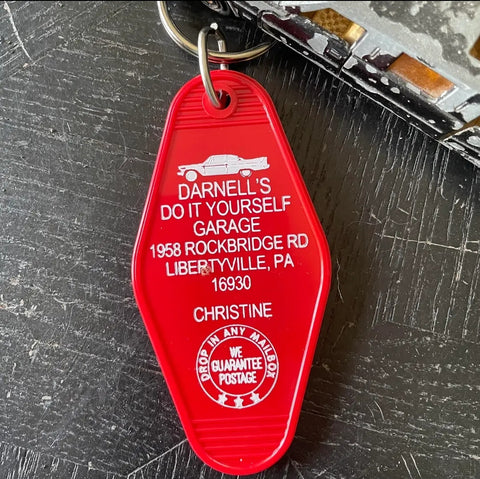 DARNELL'S
DO IT YOURSELF
GARAGE
1958 ROCKBRIDGE RD
LIBERTYVILLE, PA
16930
CHRISTINE
DROP IN ANY MAILBOX
WE
GUARANTEE
POSTAGE